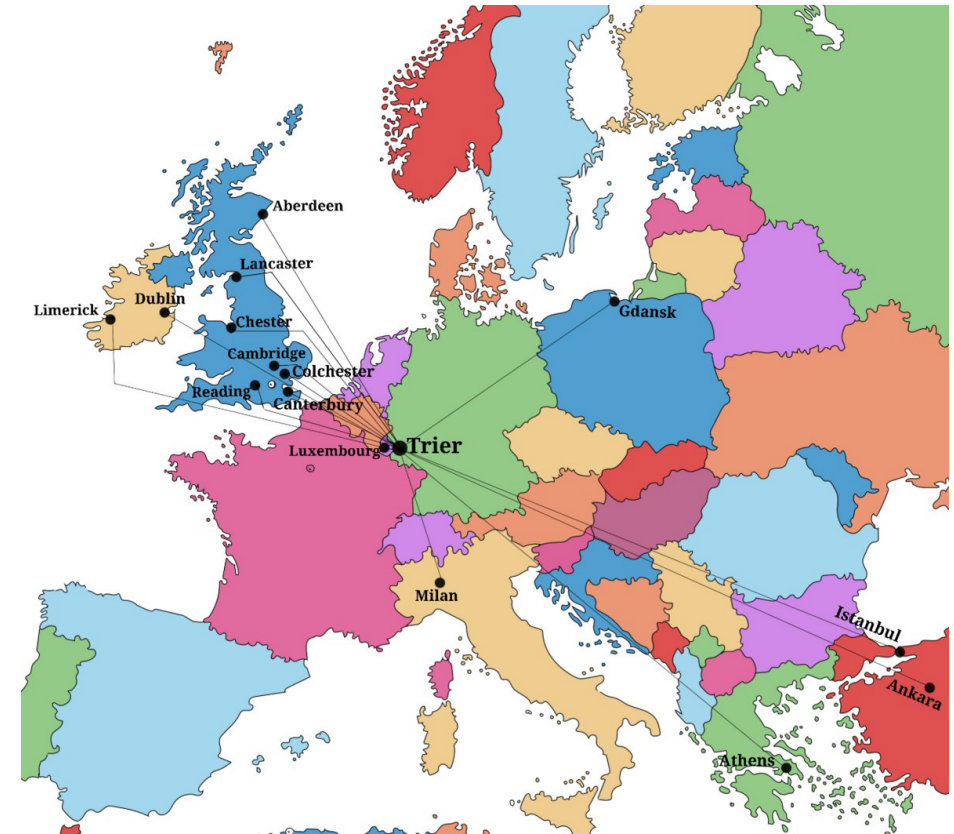 Aberdeen
Lancaster
Dublin
Limerick
Gdansk
Chester
Cambridge
Colchester
Reading
Canterbury
Trier
Luxembourg
Milan
Istanbul
Ankara
Athens